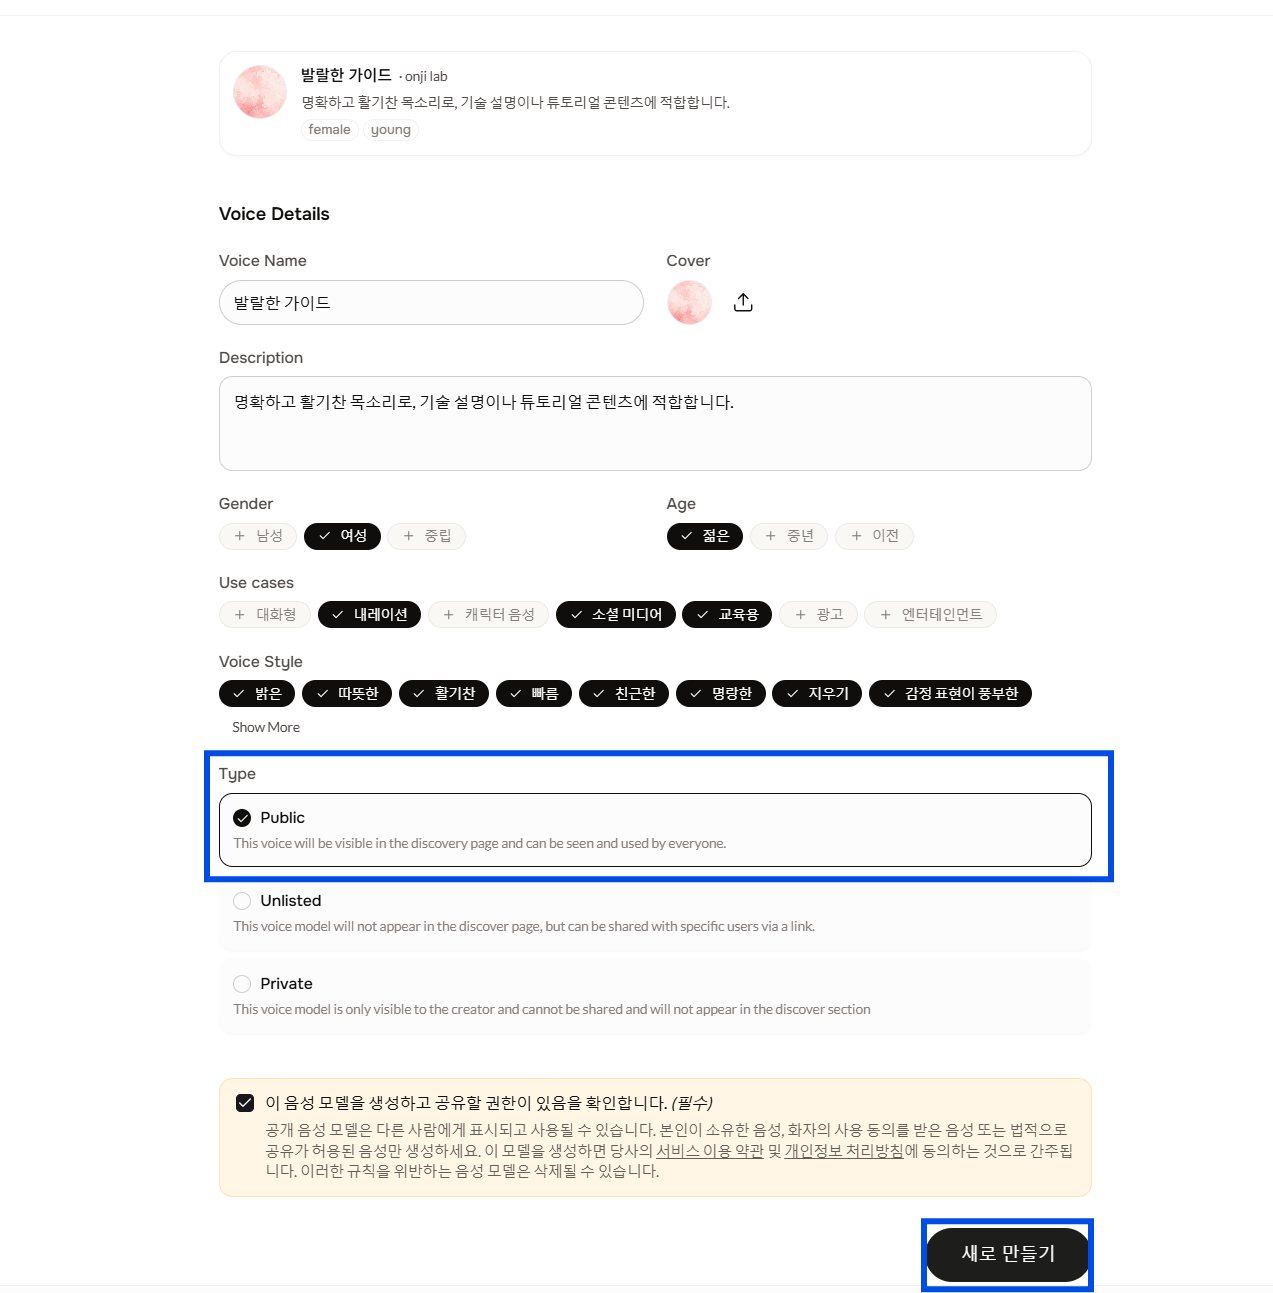 발랄한 가이드 · onji lab
명확하고 활기찬 목소리로, 기술 설명이나 튜토리얼 콘텐츠에 적합합니다.
female young
Voice Details
Voice Name Cover
발랄한 가이드
Description
명확하고 활기찬 목소리로, 기술 설명이나 튜토리얼 콘텐츠에 적합합니다.
Gender Age
남성 여성 중립 젊은 중년 이전
Use cases
대화형 내레이션 캐릭터 음성 소셜 미디어 교육용 광고 엔터테인먼트
Voice Style
밝은 따뜻한 활기찬 빠름 친근한 명랑한 지우기 감정 표현이 풍부한
Show More
Type
Public
This voice will be visible in the discovery page and can be seen and used by everyone.
Unlisted
This voice model will not appear in the discover page, but can be shared with specific users via a link.
Private
This voice model is only visible to the creator and cannot be shared and will not appear in the discover section
이 음성 모델을 생성하고 공유할 권한이 있음을 확인합니다. (필수)
공개 음성 모델은 다른 사람에게 표시되고 사용될 수 있습니다. 본인이 소유한 음성, 화자의 사용 동의를 받은 음성 또는 법적으로
공유가 허용된 음성만 생성하세요. 이 모델을 생성하면 당사의 서비스 이용 약관 및 개인정보 처리방침에 동의하는 것으로 간주됩
니다. 이러한 규칙을 위반하는 음성 모델은 삭제될 수 있습니다.
새로 만들기